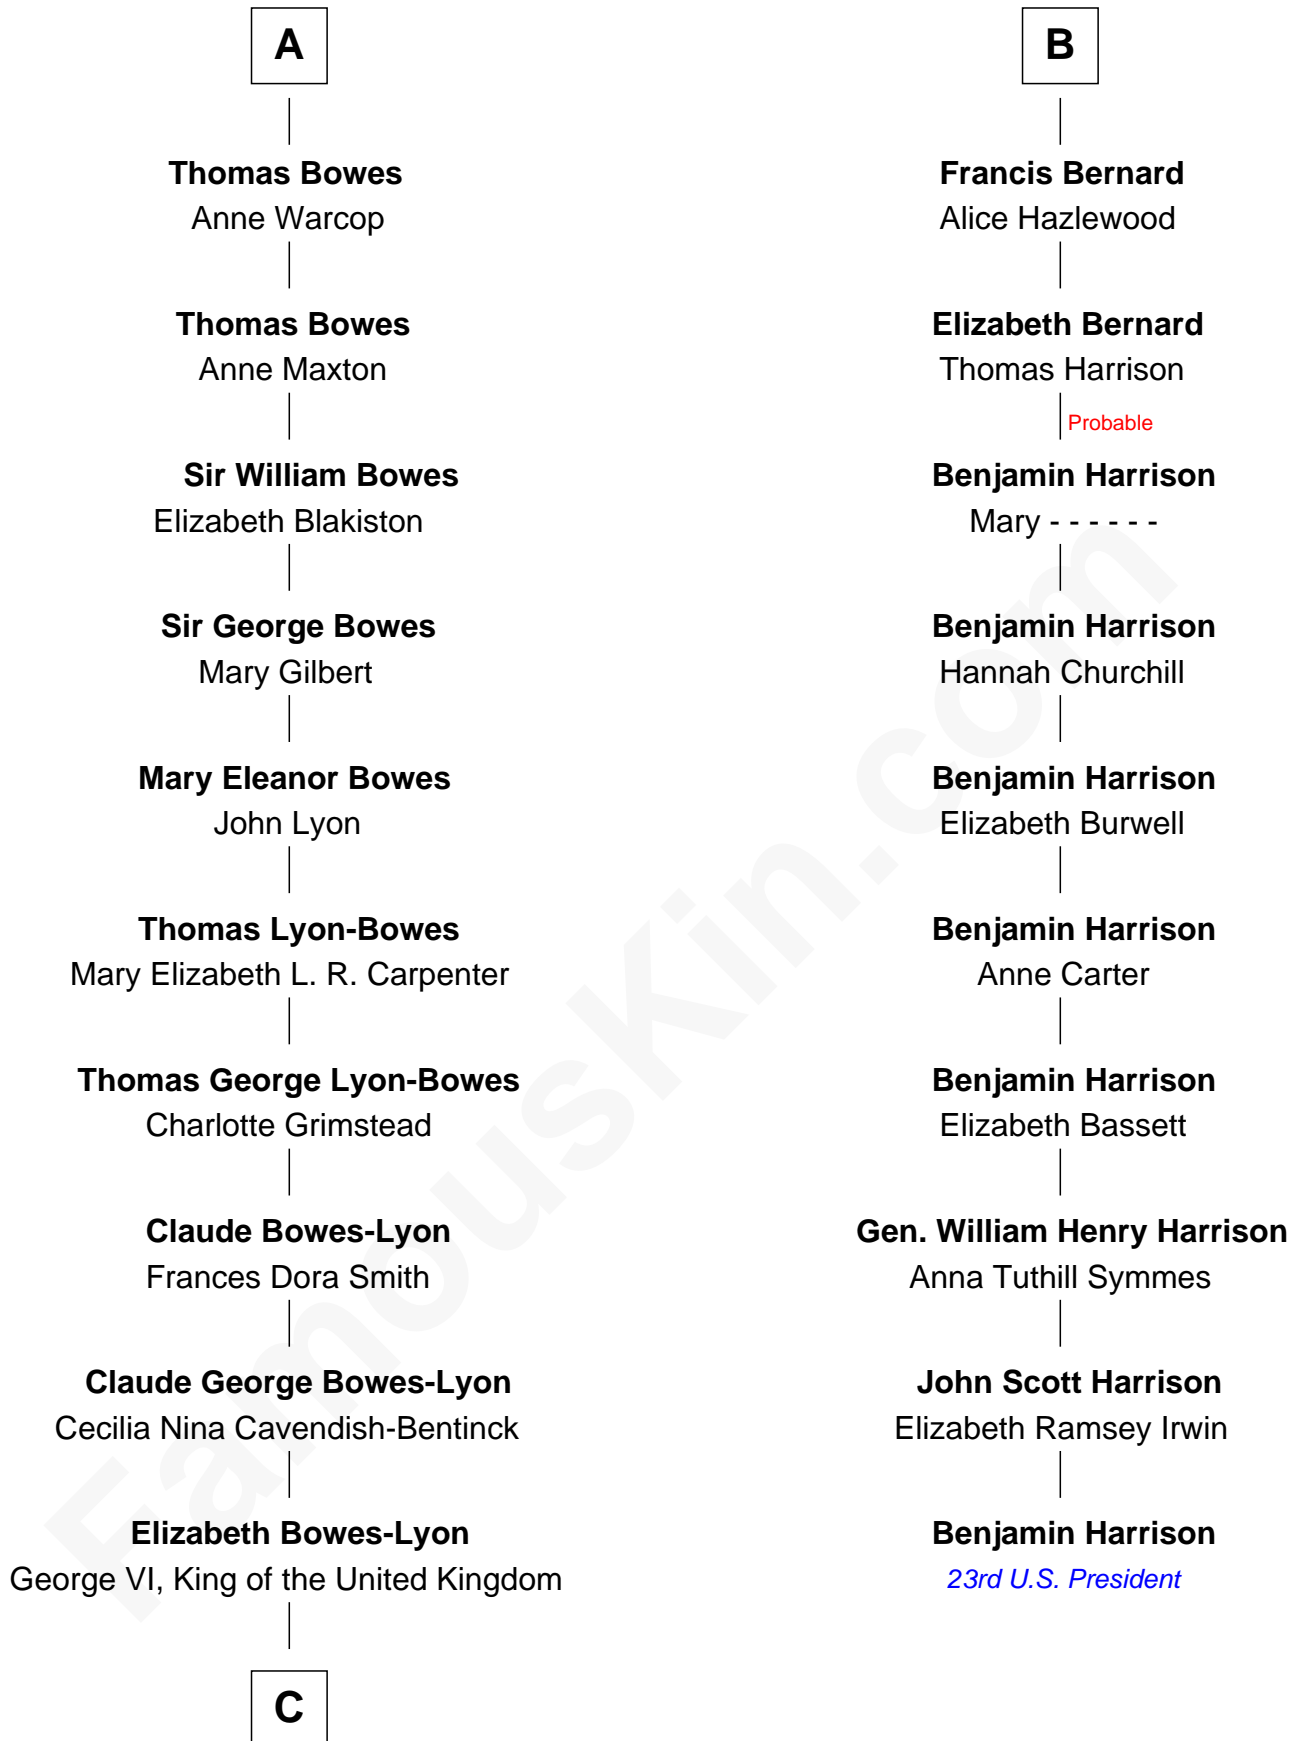 A
Thomas Bowes
Anne Warcop
Thomas Bowes
Anne Maxton
Sir William Bowes
Elizabeth Blakiston
Sir George Bowes
Mary Gilbert
Mary Eleanor Bowes
John Lyon
Thomas Lyon-Bowes
Mary Elizabeth L. R. Carpenter
Thomas George Lyon-Bowes
Charlotte Grimstead
Claude Bowes-Lyon
Frances Dora Smith
Claude George Bowes-Lyon
Cecilia Nina Cavendish-Bentinck
Elizabeth Bowes-Lyon
George VI, King of the United Kingdom
C
B
Francis Bernard
Alice Hazlewood
Elizabeth Bernard
Thomas Harrison
Probable
Benjamin Harrison
Mary - - - - - -
Benjamin Harrison
Hannah Churchill
Benjamin Harrison
Elizabeth Burwell
Benjamin Harrison
Anne Carter
Benjamin Harrison
Elizabeth Bassett
Gen. William Henry Harrison
Anna Tuthill Symmes
John Scott Harrison
Elizabeth Ramsey Irwin
Benjamin Harrison
23rd U.S. President
FamousKin.com